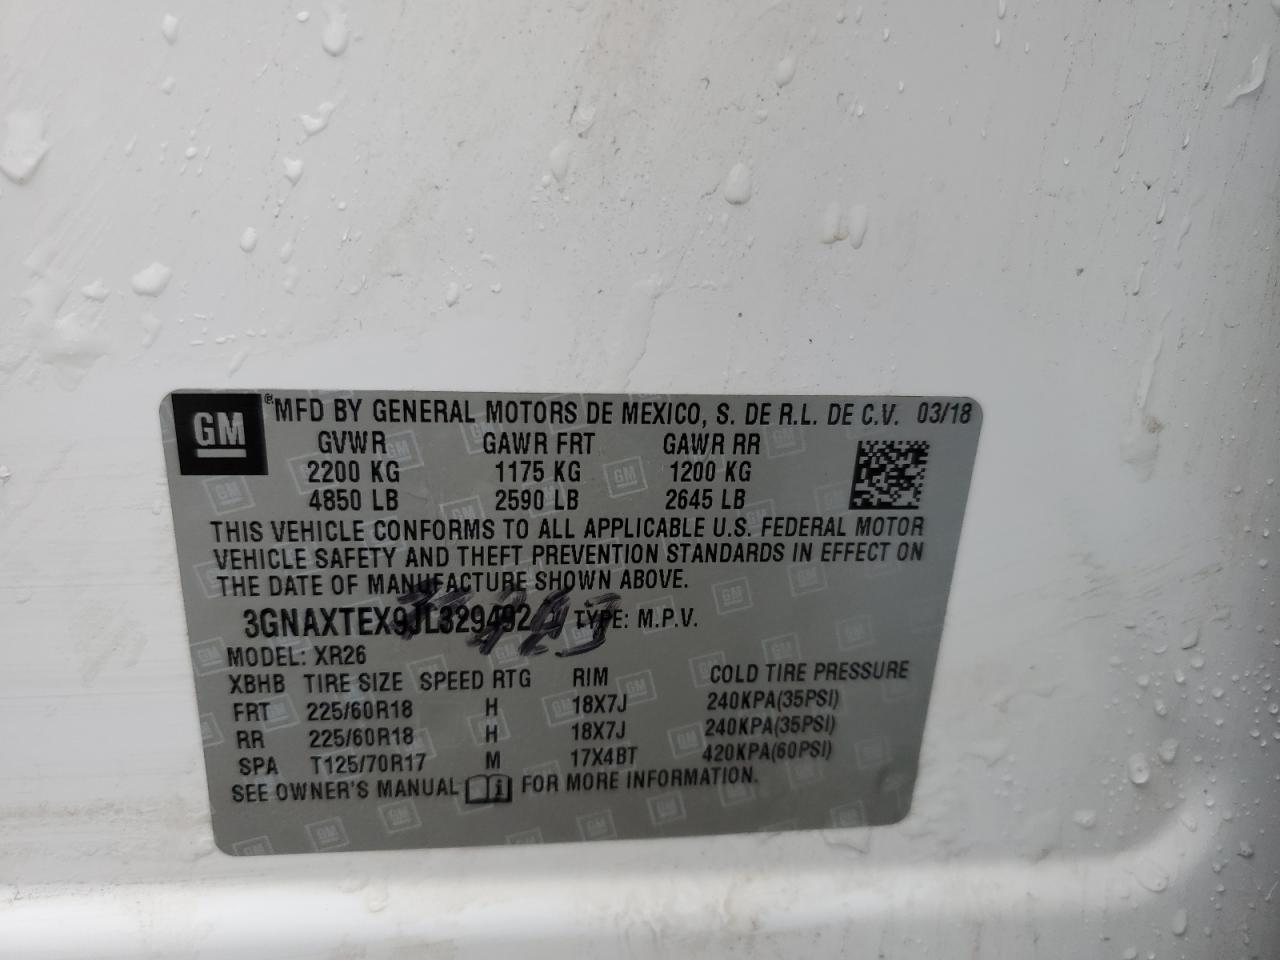 GM ® MFD BY GENERAL MOTORS DE MEXICO, S. DE R.L. DE C.V. 03/18
GVWR GAWR FRT GAWR RR
2200 KG 1175 KG 1200 KG
4850 LB 2590 LB 2645 LB
THIS VEHICLE CONFORMS TO ALL APPLICABLE U.S. FEDERAL MOTOR
VEHICLE SAFETY AND THEFT PREVENTION STANDARDS IN EFFECT ON
THE DATE OF MANUFACTURE SHOWN ABOVE.
3GNAXTEX9JL329492 TYPE: M.P.V.
MODEL: XR26
XBHB TIRE SIZE SPEED RTG RIM COLD TIRE PRESSURE
FRT 225/60R18 H 18X7J 240KPA(35PSI)
RR 225/60R18 H 18X7J 240KPA(35PSI)
SPA T125/70R17 M 17X4BT 420KPA(60PSI)
SEE OWNER'S MANUAL i FOR MORE INFORMATION.